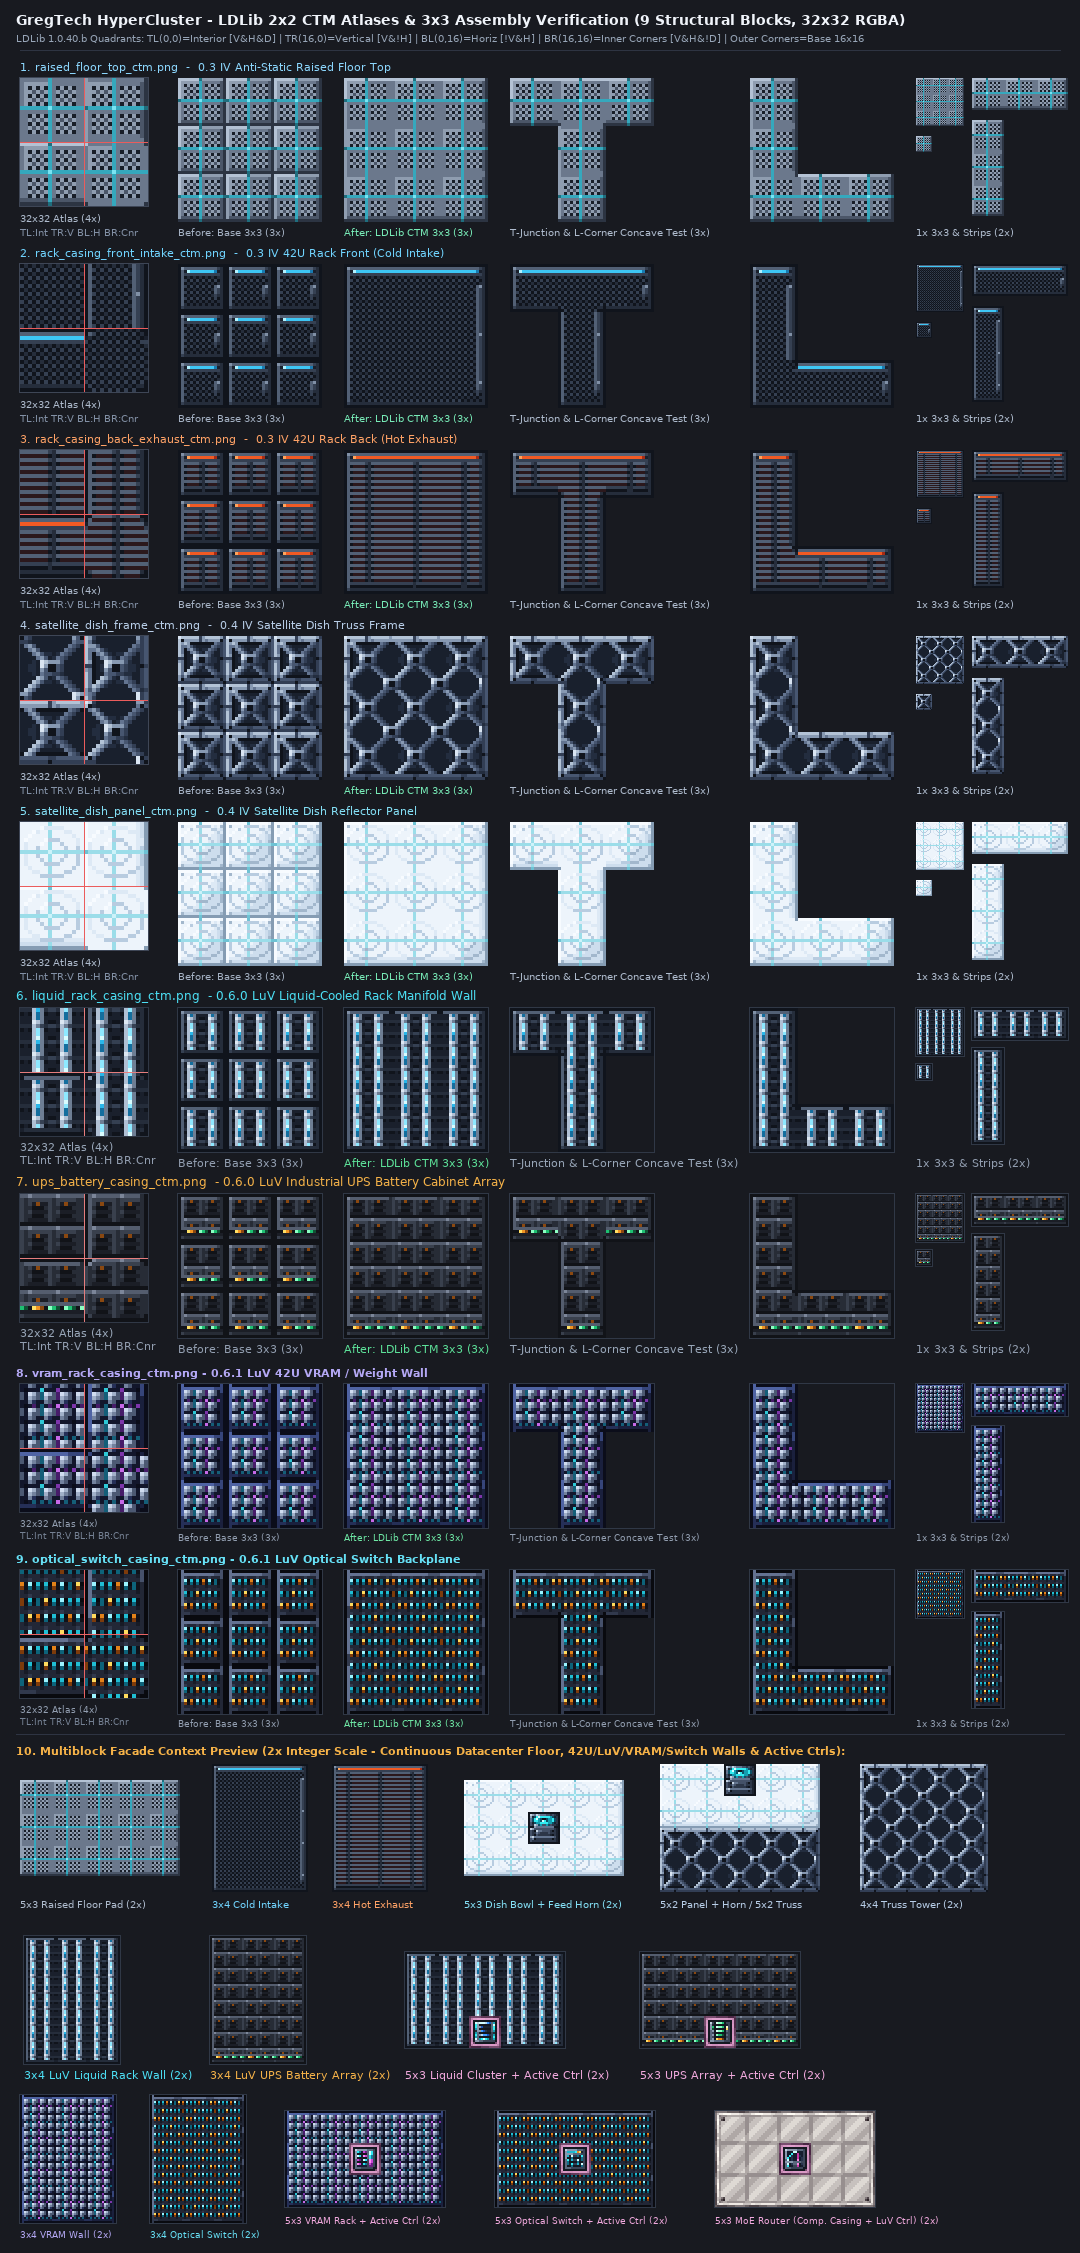 GregTech HyperCluster - LDLib 2x2 CTM Atlases & 3x3 Assembly Verification (9 Structural Blocks, 32x32 RGBA)
LDLib 1.0.40.b Quadrants: TL(0,0)=Interior [V&H&D] | TR(16,0)=Vertical [V&!H] | BL(0,16)=Horiz [!V&H] | BR(16,16)=Inner Corners [V&H&!D] | Outer Corners=Base 16x16
1. raised_floor_top_ctm.png - 0.3 IV Anti-Static Raised Floor Top
32x32 Atlas (4x)
TL:Int TR:V BL:H BR:Cnr
Before: Base 3x3 (3x)
After: LDLib CTM 3x3 (3x)
T-Junction & L-Corner Concave Test (3x)
1x 3x3 & Strips (2x)
2. rack_casing_front_intake_ctm.png - 0.3 IV 42U Rack Front (Cold Intake)
32x32 Atlas (4x)
TL:Int TR:V BL:H BR:Cnr
Before: Base 3x3 (3x)
After: LDLib CTM 3x3 (3x)
T-Junction & L-Corner Concave Test (3x)
1x 3x3 & Strips (2x)
3. rack_casing_back_exhaust_ctm.png - 0.3 IV 42U Rack Back (Hot Exhaust)
32x32 Atlas (4x)
TL:Int TR:V BL:H BR:Cnr
Before: Base 3x3 (3x)
After: LDLib CTM 3x3 (3x)
T-Junction & L-Corner Concave Test (3x)
1x 3x3 & Strips (2x)
4. satellite_dish_frame_ctm.png - 0.4 IV Satellite Dish Truss Frame
32x32 Atlas (4x)
TL:Int TR:V BL:H BR:Cnr
Before: Base 3x3 (3x)
After: LDLib CTM 3x3 (3x)
T-Junction & L-Corner Concave Test (3x)
1x 3x3 & Strips (2x)
5. satellite_dish_panel_ctm.png - 0.4 IV Satellite Dish Reflector Panel
32x32 Atlas (4x)
TL:Int TR:V BL:H BR:Cnr
Before: Base 3x3 (3x)
After: LDLib CTM 3x3 (3x)
T-Junction & L-Corner Concave Test (3x)
1x 3x3 & Strips (2x)
6. liquid_rack_casing_ctm.png - 0.6.0 LuV Liquid-Cooled Rack Manifold Wall
32x32 Atlas (4x)
TL:Int TR:V BL:H BR:Cnr
Before: Base 3x3 (3x)
After: LDLib CTM 3x3 (3x)
T-Junction & L-Corner Concave Test (3x)
1x 3x3 & Strips (2x)
7. ups_battery_casing_ctm.png - 0.6.0 LuV Industrial UPS Battery Cabinet Array
32x32 Atlas (4x)
TL:Int TR:V BL:H BR:Cnr
Before: Base 3x3 (3x)
After: LDLib CTM 3x3 (3x)
T-Junction & L-Corner Concave Test (3x)
1x 3x3 & Strips (2x)
8. vram_rack_casing_ctm.png - 0.6.1 LuV 42U VRAM / Weight Wall
32x32 Atlas (4x)
TL:Int TR:V BL:H BR:Cnr
Before: Base 3x3 (3x)
After: LDLib CTM 3x3 (3x)
T-Junction & L-Corner Concave Test (3x)
1x 3x3 & Strips (2x)
9. optical_switch_casing_ctm.png - 0.6.1 LuV Optical Switch Backplane
32x32 Atlas (4x)
TL:Int TR:V BL:H BR:Cnr
Before: Base 3x3 (3x)
After: LDLib CTM 3x3 (3x)
T-Junction & L-Corner Concave Test (3x)
1x 3x3 & Strips (2x)
10. Multiblock Facade Context Preview (2x Integer Scale - Continuous Datacenter Floor, 42U/LuV/VRAM/Switch Walls & Active Ctrls):
5x3 Raised Floor Pad (2x)
3x4 Cold Intake
3x4 Hot Exhaust
5x3 Dish Bowl + Feed Horn (2x)
5x2 Panel + Horn / 5x2 Truss
4x4 Truss Tower (2x)
3x4 LuV Liquid Rack Wall (2x)
3x4 LuV UPS Battery Array (2x)
5x3 Liquid Cluster + Active Ctrl (2x)
5x3 UPS Array + Active Ctrl (2x)
3x4 VRAM Wall (2x)
3x4 Optical Switch (2x)
5x3 VRAM Rack + Active Ctrl (2x)
5x3 Optical Switch + Active Ctrl (2x)
5x3 MoE Router (Comp. Casing + LuV Ctrl) (2x)